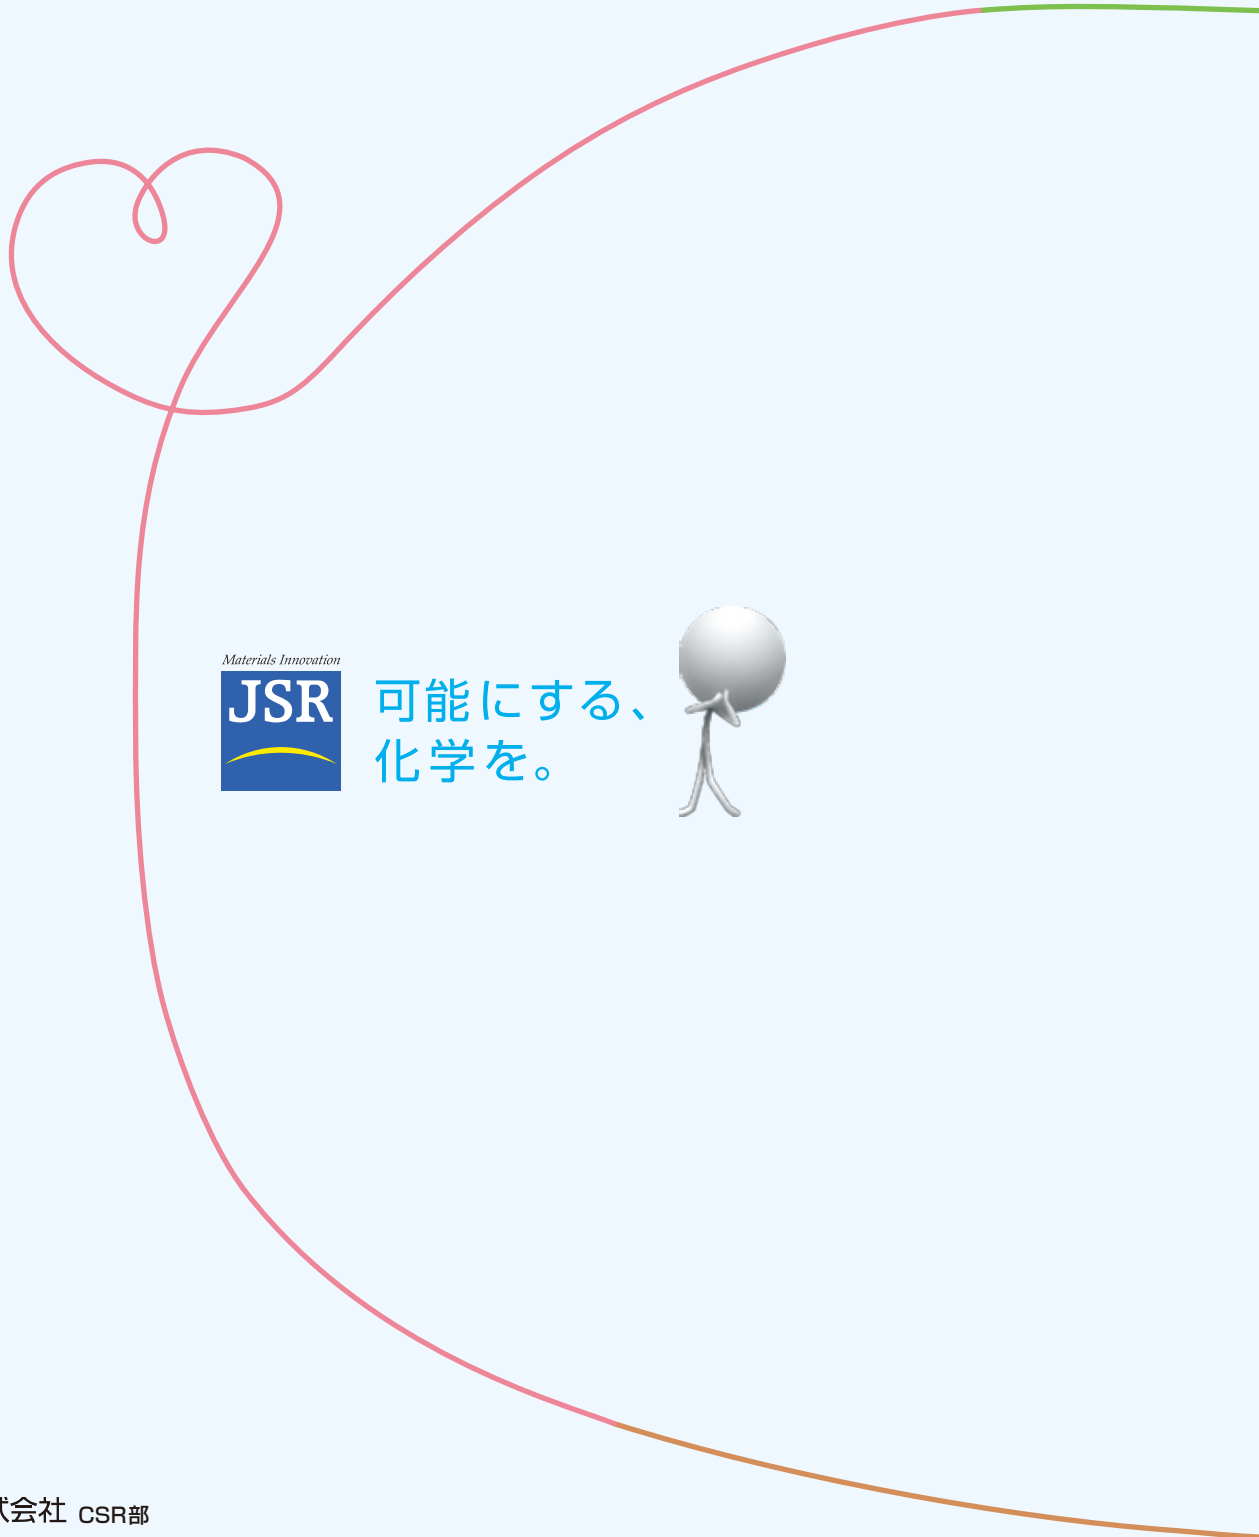 Materials Innovation
JSR
可能にする、
化学を。
式会社 CSR部